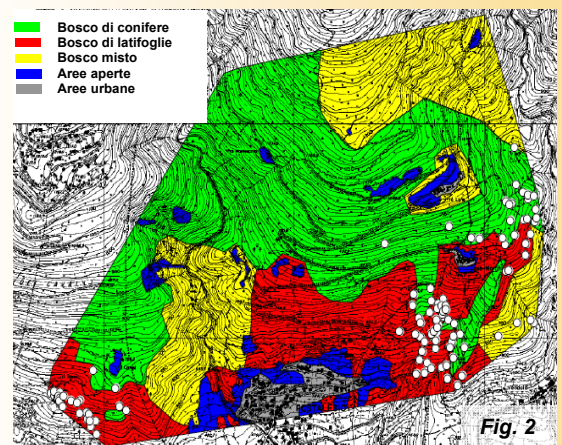 Bosco di conifere
Bosco di latifoglie
Bosco misto
Aree aperte
Aree urbane
Fig. 2